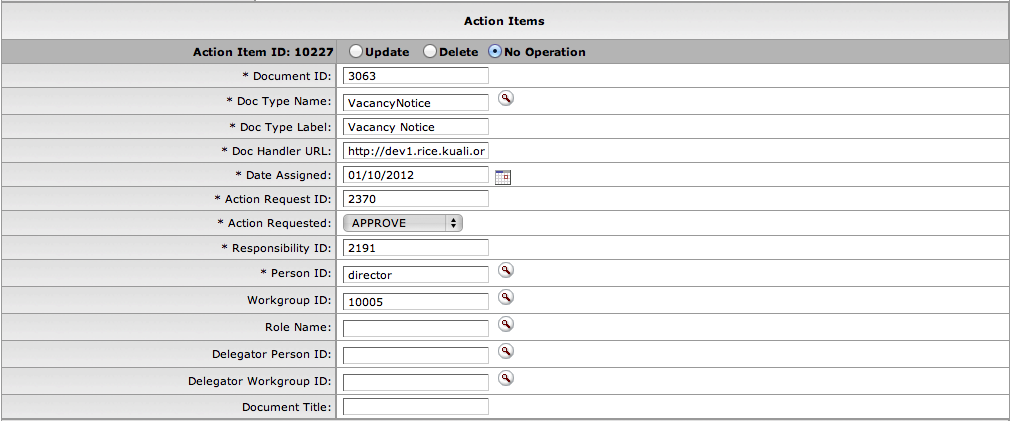 Action Items
Action Item ID: 10227 Update Delete No Operation
* Document ID: 3063
* Doc Type Name: VacancyNotice
* Doc Type Label: Vacancy Notice
* Doc Handler URL: http://dev1.rice.kuali.or
* Date Assigned: 01/10/2012
* Action Request ID: 2370
* Action Requested: APPROVE
* Responsibility ID: 2191
* Person ID: director
Workgroup ID: 10005
Role Name:
Delegator Person ID:
Delegator Workgroup ID:
Document Title: